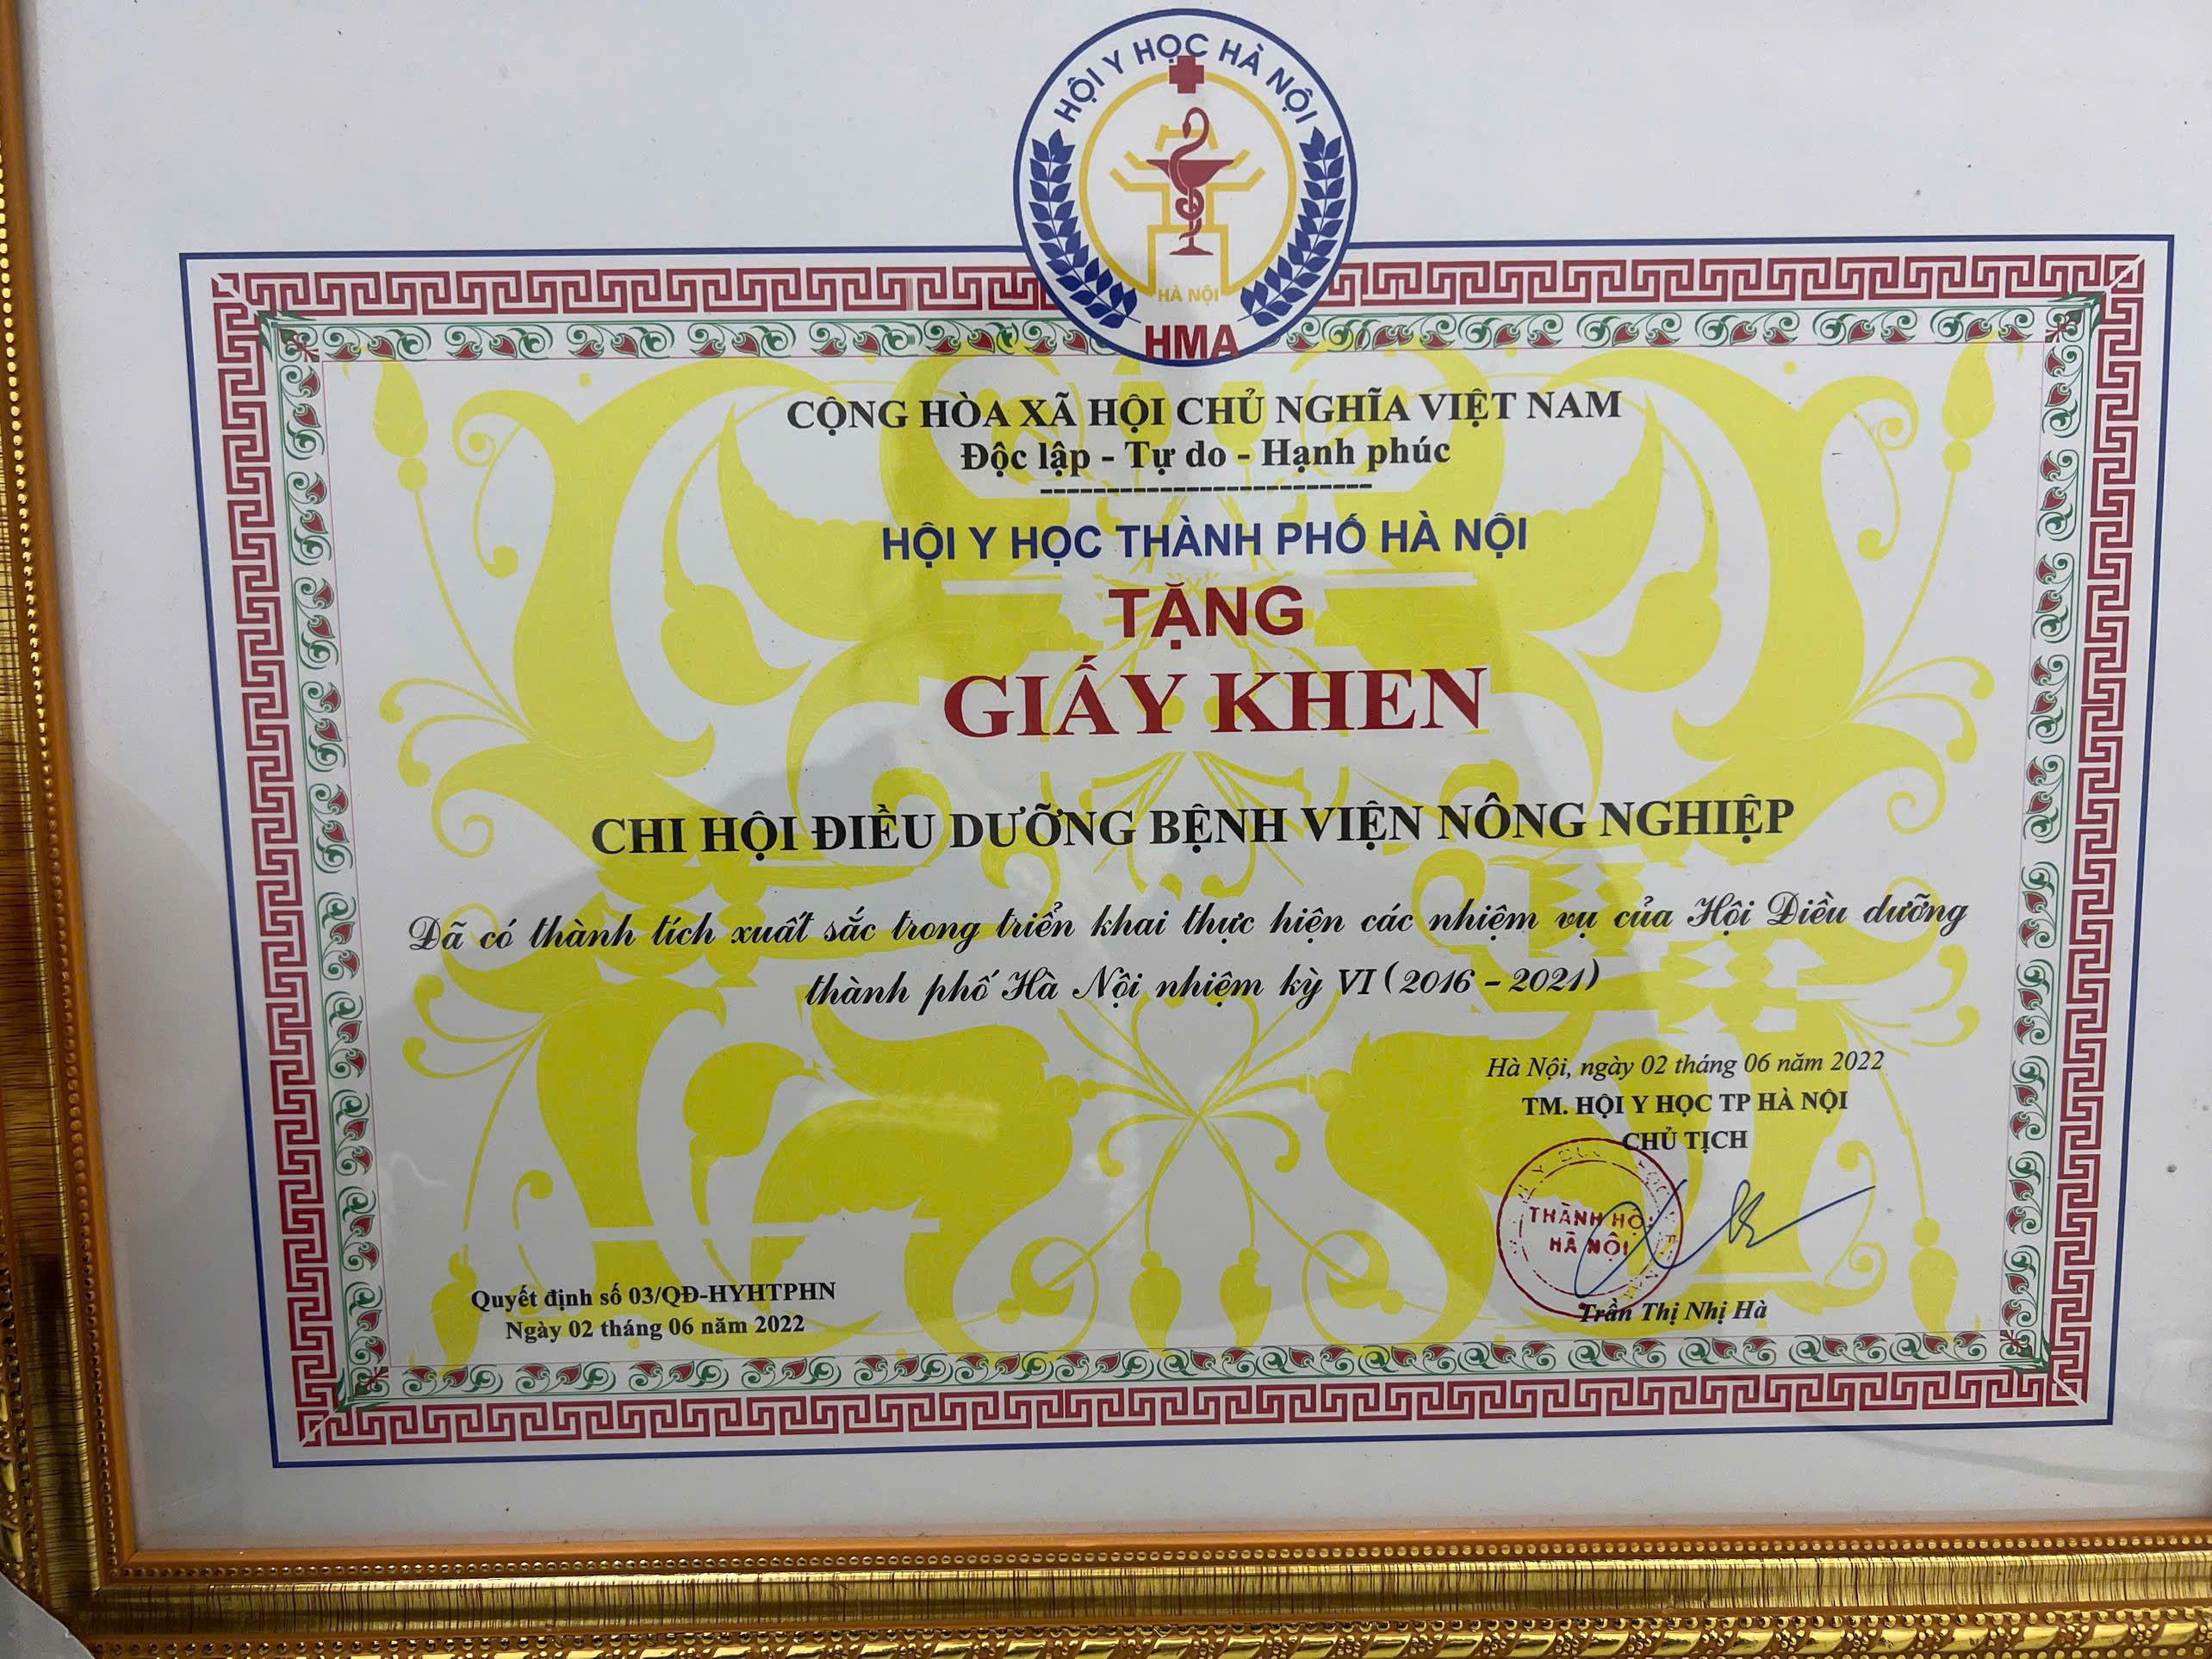 HỘI Y HỌC HÀ NỘI
HÀ NỘI
HMA
CỘNG HÒA XÃ HỘI CHỦ NGHĨA VIỆT NAM
Độc lập - Tự do - Hạnh phúc
HỘI Y HỌC THÀNH PHỐ HÀ NỘI
TẶNG
GIẤY KHEN
CHI HỘI ĐIỀU DƯỠNG BỆNH VIỆN NÔNG NGHIỆP
Đã có thành tích xuất sắc trong triển khai thực hiện các nhiệm vụ của Hội Điều dưỡng
thành phố Hà Nội nhiệm kỳ VI (2016 - 2021)
Hà Nội, ngày 02 tháng 06 năm 2022
TM. HỘI Y HỌC TP HÀ NỘI
CHỦ TỊCH
THÀNH
HÀ NỘI
Trần Thị Nhị Hà
Quyết định số 03/QĐ-HYHTPHN
Ngày 02 tháng 06 năm 2022